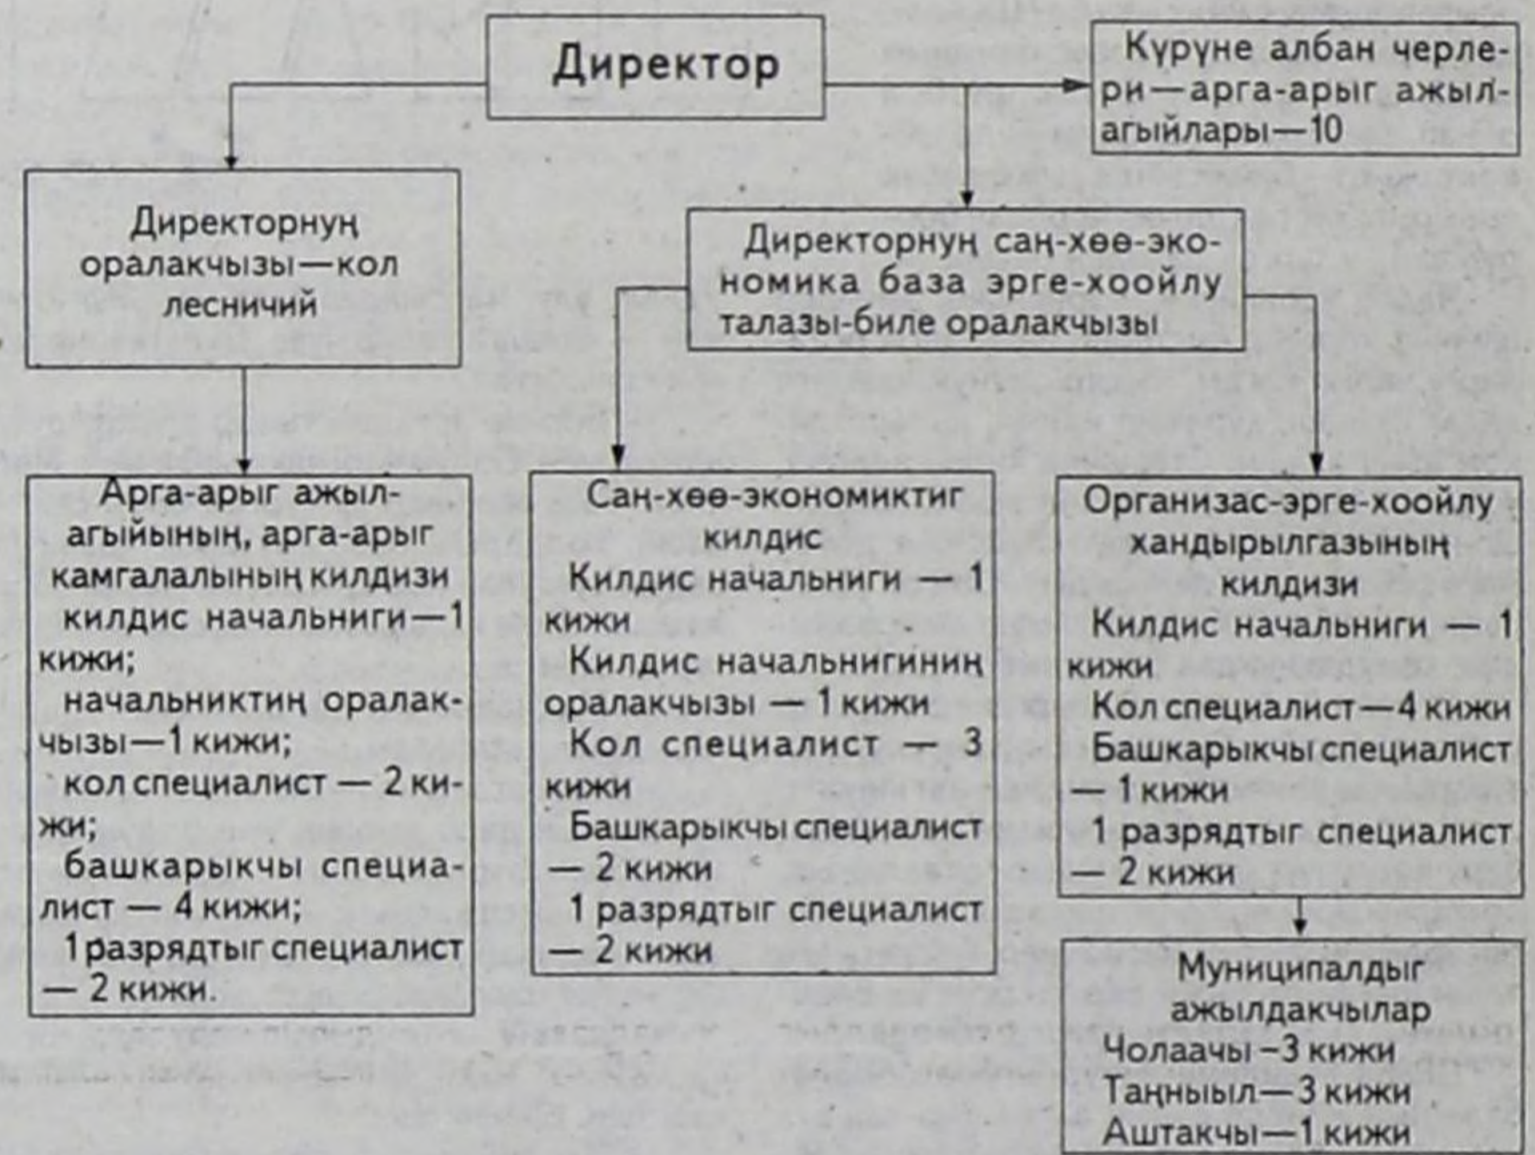 Директор
Күрүне албан черле-
ри—арга-арыг ажыл-
агыйлары—10
Директорнуң
оралакчызы—кол
лесничий
Директорнуң саң-хөө-эко-
номика база эрге-хоойлу
талазы-биле оралакчызы
Арга-арыг ажыл-
агыйының, арга-арыг
камгалалының килдизи
килдис начальниги—1
кижи;
начальниктиң оралак-
чызы—1 кижи;
кол специалист — 2 ки-
жи;
башкарыкчы специа-
лист — 4 кижи;
1 разрядтыг специалист
— 2 кижи.
Саң-хөө-экономиктиг
килдис
Килдис начальниги — 1
кижи
Килдис начальнигиниң
оралакчызы — 1 кижи
Кол специалист — 3
кижи
Башкарыкчы специалист
— 2 кижи
1 разрядтыг специалист
— 2 кижи
Организас-эрге-хоойлу
хандырылгазының
килдизи
Килдис начальниги — 1
кижи
Кол специалист—4 кижи
Башкарыкчы специалист
— 1 кижи
1 разрядтыг специалист
— 2 кижи
Муниципалдыг
ажылдакчылар
Чолаачы –3 кижи
Таңныыл—3 кижи
Аштакчы—1 кижи